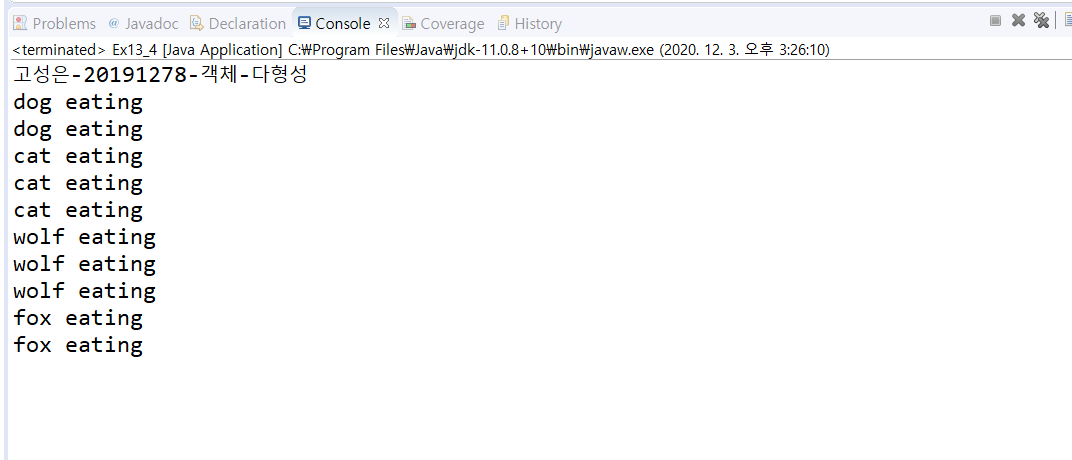 Problems @ Javadoc Declaration Console Coverage History
<terminated> Ex13_4 [Java Application] C:₩Program Files₩Java₩jdk-11.0.8+10₩bin₩javaw.exe (2020. 12. 3. 오후 3:26:10)
고성은-20191278-객체-다형성
dog eating
dog eating
cat eating
cat eating
cat eating
wolf eating
wolf eating
wolf eating
fox eating
fox eating